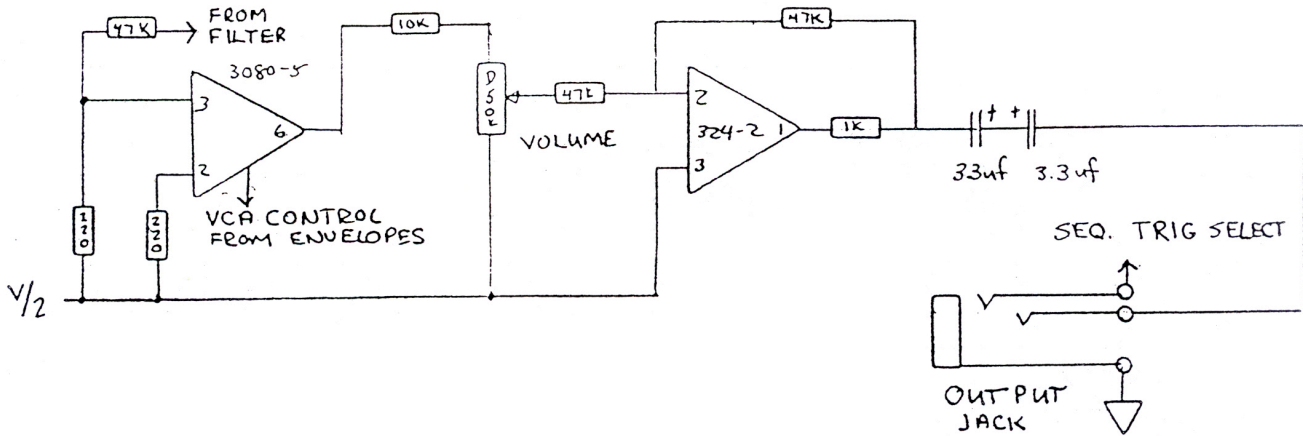 47K
FROM
FILTER
3080-5
3
6
2
220
220
VCA CONTROL
FROM ENVELOPES
V/2
10K
D50K
VOLUME
47K
47K
2
324-2 1
3
1K
+ +
33uf 3.3uf
SEQ. TRIG SELECT
OUTPUT
JACK